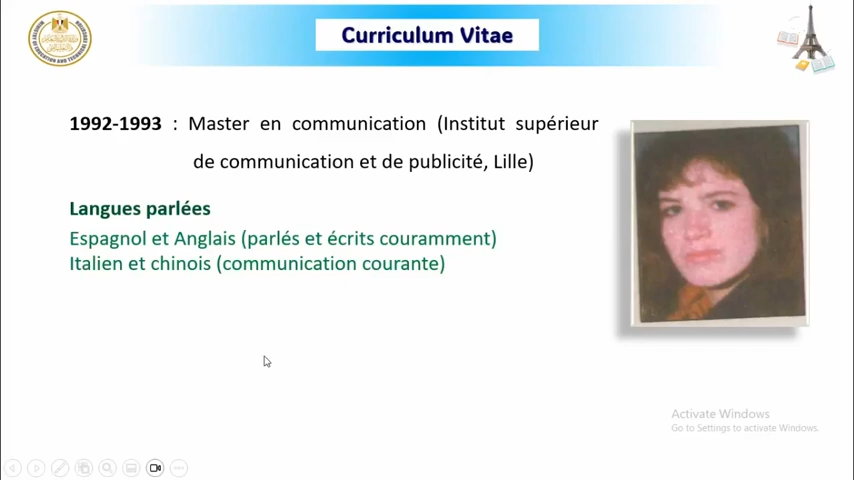 Curriculum Vitae
1992-1993 : Master en communication (Institut supérieur
de communication et de publicité, Lille)
Langues parlées
Espagnol et Anglais (parlés et écrits couramment)
Italien et chinois (communication courante)
Activate Windows
Go to Settings to activate Windows.